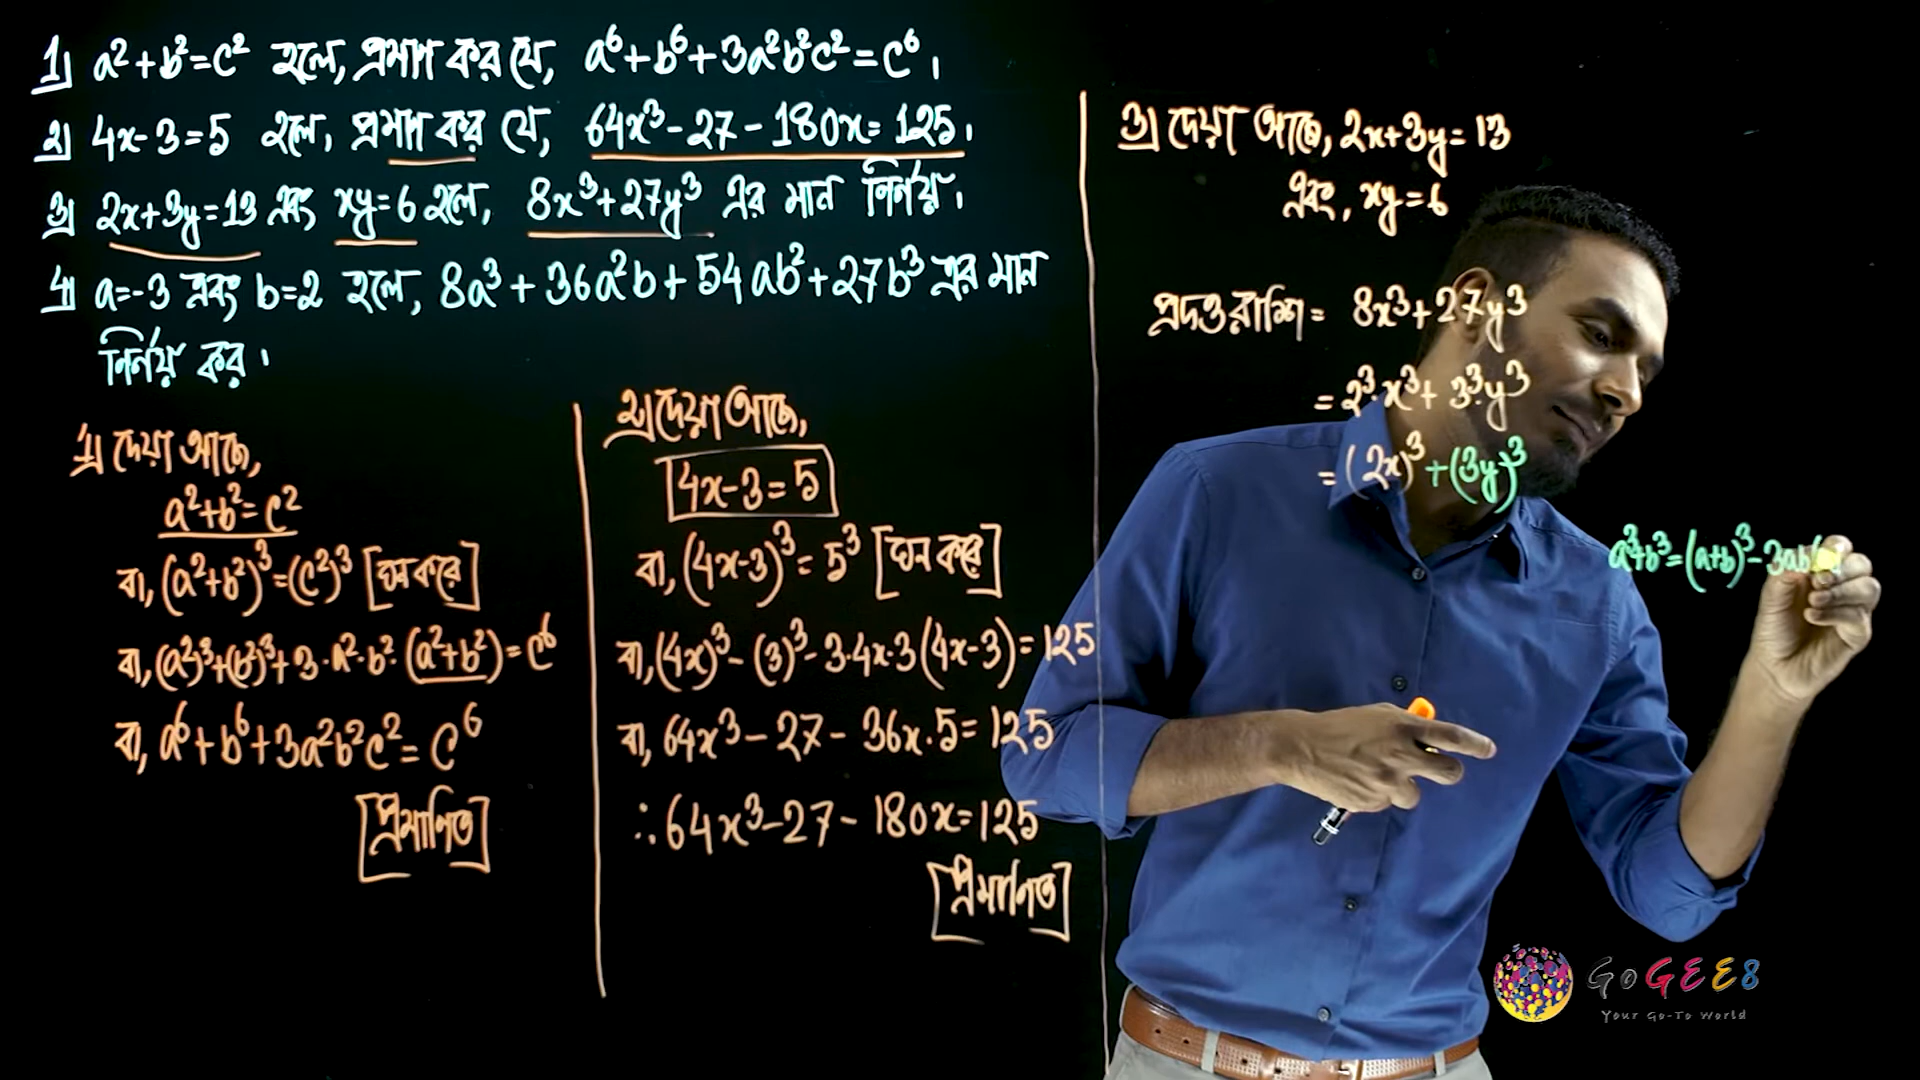 ১) a²+b²=c² হলে, প্রমাণ কর যে, a⁶+b⁶+3a²b²c²=c⁶।
২) 4x-3=5 হলে, প্রমাণ কর যে, 64x³-27-180x=125।
৩) 2x+3y=13 এবং xy=6 হলে, 8x³+27y³ এর মান নির্ণয়।
৪) a=-3 এবং b=2 হলে, 8a³+36a²b+54ab²+27b³ এর মান
নির্ণয় কর।
১) দেয়া আছে,
a²+b²=c²
বা, (a²+b²)³=(c²)³ [ঘন করে]
বা, (a²)³+(b²)³+3·a²·b²·(a²+b²)=c⁶
বা, a⁶+b⁶+3a²b²c²=c⁶
[প্রমাণিত]
২) দেয়া আছে,
4x-3=5
বা, (4x-3)³=5³ [ঘন করে]
বা, (4x)³-(3)³-3·4x·3(4x-3)=125
বা, 64x³-27-36x·5=125
∴ 64x³-27-180x=125
[প্রমাণিত]
৩) দেয়া আছে, 2x+3y=13
এবং, xy=6
প্রদত্ত রাশি = 8x³+27y³
= 2³·x³+3³·y³
= (2x)³+(3y)³
a³+b³=(a+b)³-3ab(
GoGEE8
Your Go-To World